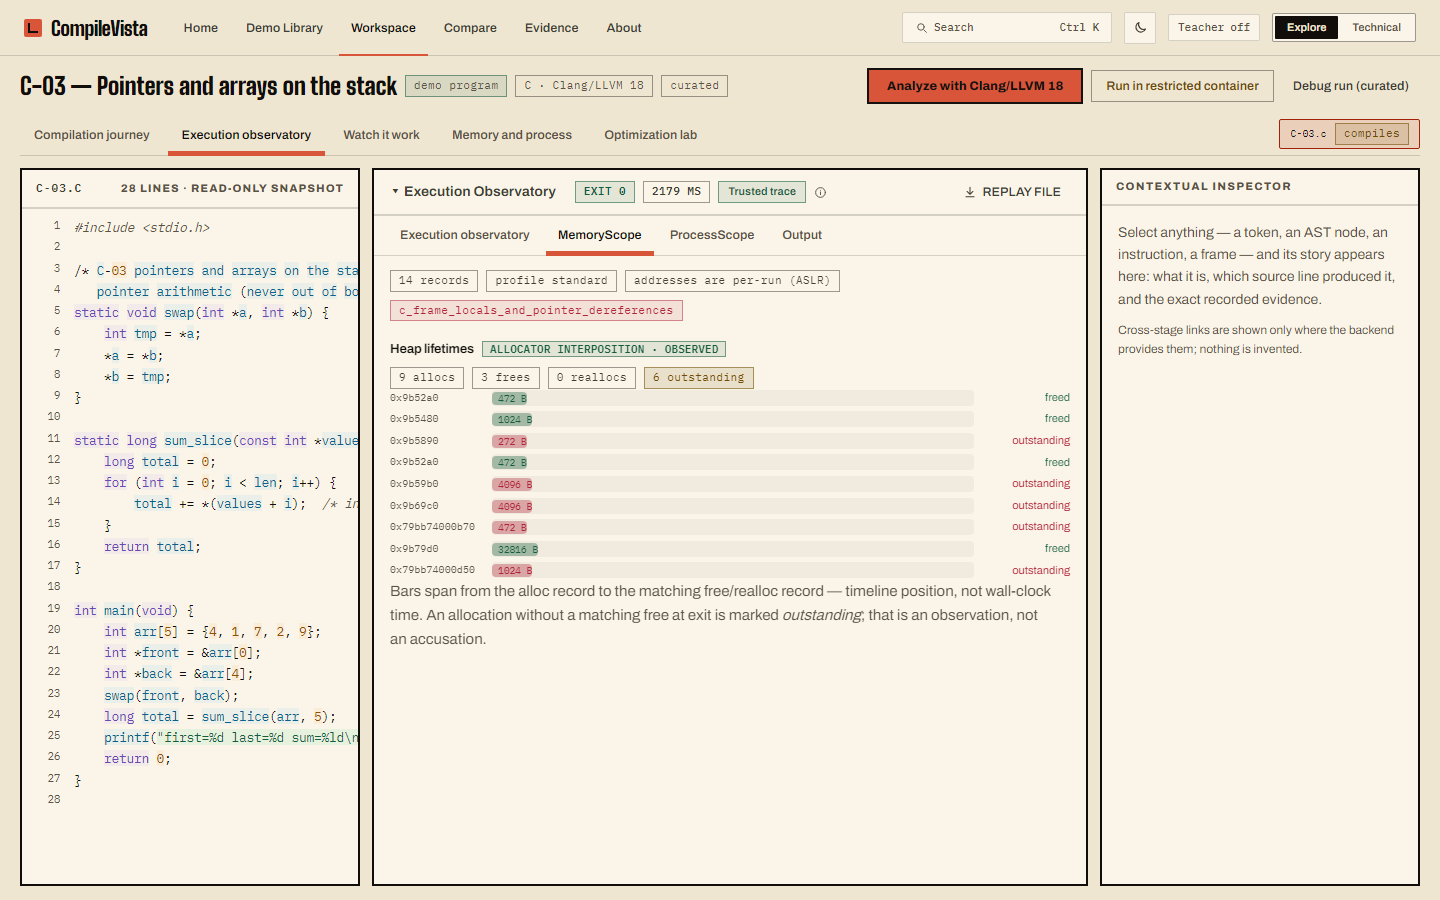 CompileVista
Home
Demo Library
Workspace
Compare
Evidence
About
Search
Ctrl K
Teacher off
Explore
Technical
C-03 — Pointers and arrays on the stack
demo program
C · Clang/LLVM 18
curated
Analyze with Clang/LLVM 18
Run in restricted container
Debug run (curated)
Compilation journey
Execution observatory
Watch it work
Memory and process
Optimization lab
C-03.c
compiles
C-03.C
28 LINES · READ-ONLY SNAPSHOT
1 #include <stdio.h>
2
3 /* C-03 pointers and arrays on the sta
4 pointer arithmetic (never out of bo
5 static void swap(int *a, int *b) {
6 int tmp = *a;
7 *a = *b;
8 *b = tmp;
9 }
10
11 static long sum_slice(const int *value
12 long total = 0;
13 for (int i = 0; i < len; i++) {
14 total += *(values + i); /* in
15 }
16 return total;
17 }
18
19 int main(void) {
20 int arr[5] = {4, 1, 7, 2, 9};
21 int *front = &arr[0];
22 int *back = &arr[4];
23 swap(front, back);
24 long total = sum_slice(arr, 5);
25 printf("first=%d last=%d sum=%ld\n
26 return 0;
27 }
28
Execution Observatory
EXIT 0
2179 MS
Trusted trace
REPLAY FILE
Execution observatory
MemoryScope
ProcessScope
Output
14 records
profile standard
addresses are per-run (ASLR)
c_frame_locals_and_pointer_dereferences
Heap lifetimes
ALLOCATOR INTERPOSITION · OBSERVED
9 allocs
3 frees
0 reallocs
6 outstanding
0x9b52a0 472 B freed
0x9b5480 1024 B freed
0x9b5890 272 B outstanding
0x9b52a0 472 B freed
0x9b59b0 4096 B outstanding
0x9b69c0 4096 B outstanding
0x79bb74000b70 472 B outstanding
0x9b79d0 32816 B freed
0x79bb74000d50 1024 B outstanding
Bars span from the alloc record to the matching free/realloc record — timeline position, not wall-clock
time. An allocation without a matching free at exit is marked outstanding; that is an observation, not
an accusation.
CONTEXTUAL INSPECTOR
Select anything — a token, an AST node, an
instruction, a frame — and its story appears
here: what it is, which source line produced it,
and the exact recorded evidence.
Cross-stage links are shown only where the backend
provides them; nothing is invented.